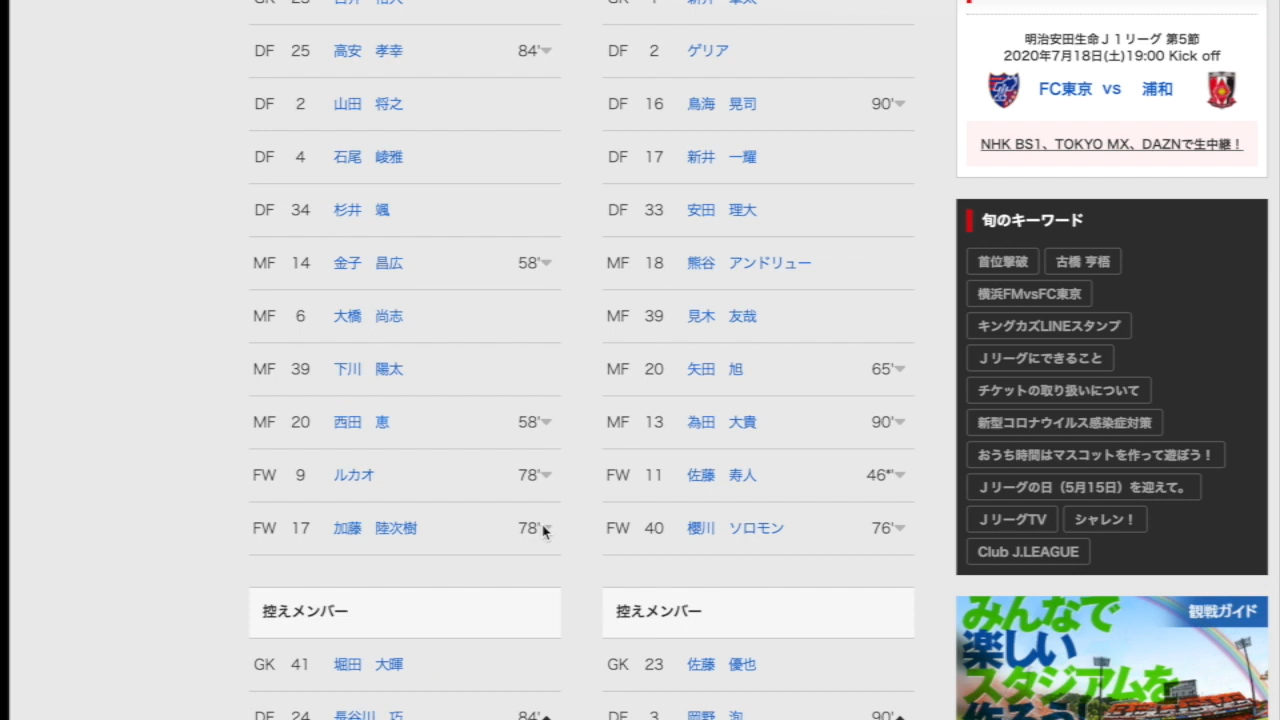 DF 25 高安 孝幸 84'
DF 2 山田 将之
DF 4 石尾 崚雅
DF 34 杉井 颯
MF 14 金子 昌広 58'
MF 6 大橋 尚志
MF 39 下川 陽太
MF 20 西田 恵 58'
FW 9 ルカオ 78'
FW 17 加藤 陸次樹 78'
控えメンバー
GK 41 堀田 大暉
DF 24 長谷川 巧 84'
DF 2 ゲリア
DF 16 鳥海 晃司 90'
DF 17 新井 一耀
DF 33 安田 理大
MF 18 熊谷 アンドリュー
MF 39 見木 友哉
MF 20 矢田 旭 65'
MF 13 為田 大貴 90'
FW 11 佐藤 寿人 46*'
FW 40 櫻川 ソロモン 76'
控えメンバー
GK 23 佐藤 優也
DF 3 岡野 洵 90'
明治安田生命Ｊ１リーグ 第5節
2020年7月18日(土)19:00 Kick off
FC東京 vs 浦和
NHK BS1、TOKYO MX、DAZNで生中継！
旬のキーワード
首位撃破 古橋 亨梧
横浜FMvsFC東京
キングカズLINEスタンプ
Ｊリーグにできること
チケットの取り扱いについて
新型コロナウイルス感染症対策
おうち時間はマスコットを作って遊ぼう！
Ｊリーグの日（5月15日）を迎えて。
ＪリーグTV シャレン！
Club J.LEAGUE
観戦ガイド
みんなで
楽しい
スタジアムを